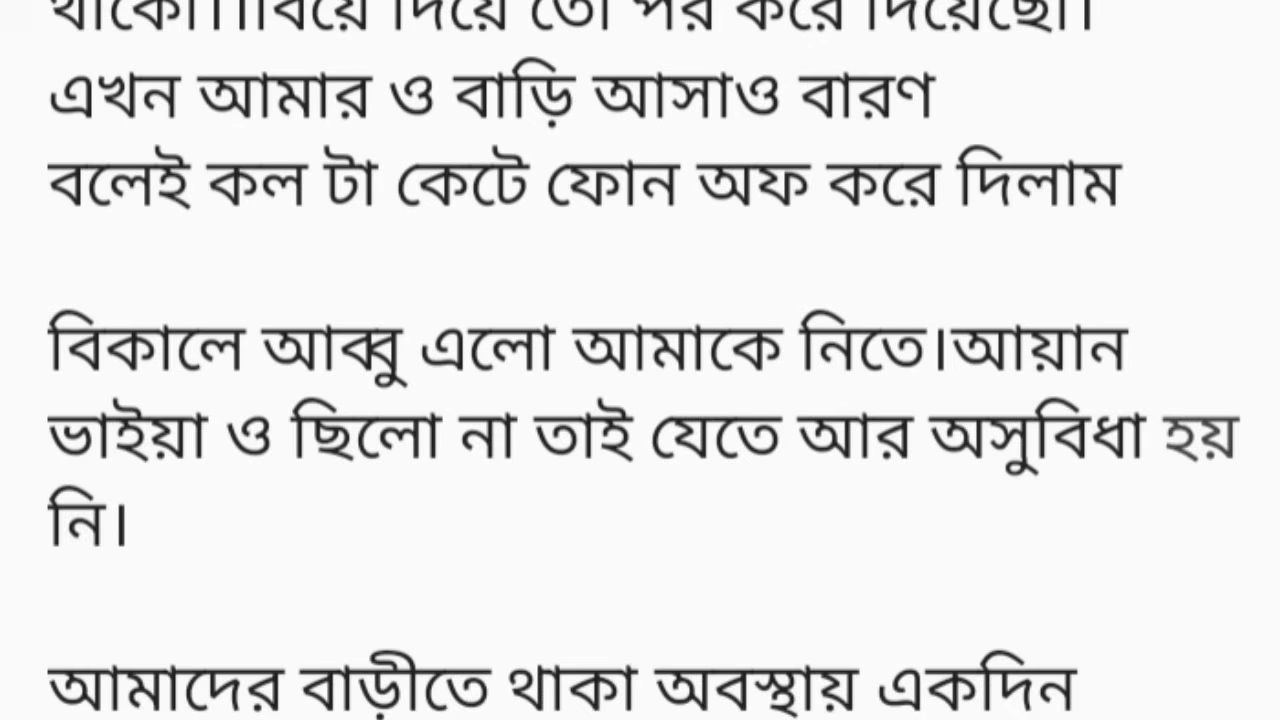 থাকো।।বিয়ে দিয়ে তো পর করে দিয়েছো।
এখন আমার ও বাড়ি আসাও বারণ
বলেই কল টা কেটে ফোন অফ করে দিলাম
বিকালে আব্বু এলো আমাকে নিতে।আয়ান
ভাইয়া ও ছিলো না তাই যেতে আর অসুবিধা হয়
নি।
আমাদের বাড়ীতে থাকা অবস্থায় একদিন